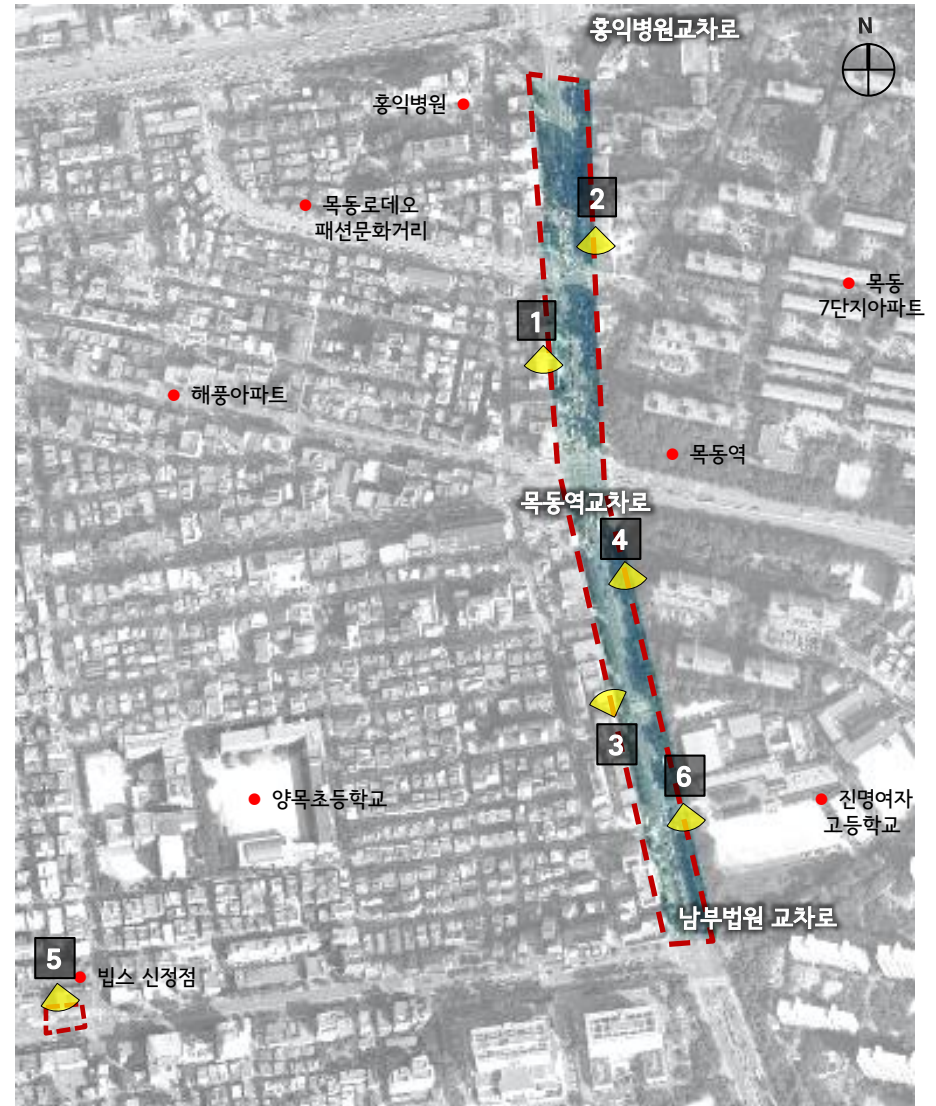 홍익병원교차로
N
홍익병원
2
목동로데오
패션문화거리
목동
7단지아파트
1
해풍아파트
목동역
목동역교차로
4
3
6
양목초등학교
진명여자
고등학교
남부법원 교차로
5
빕스 신정점